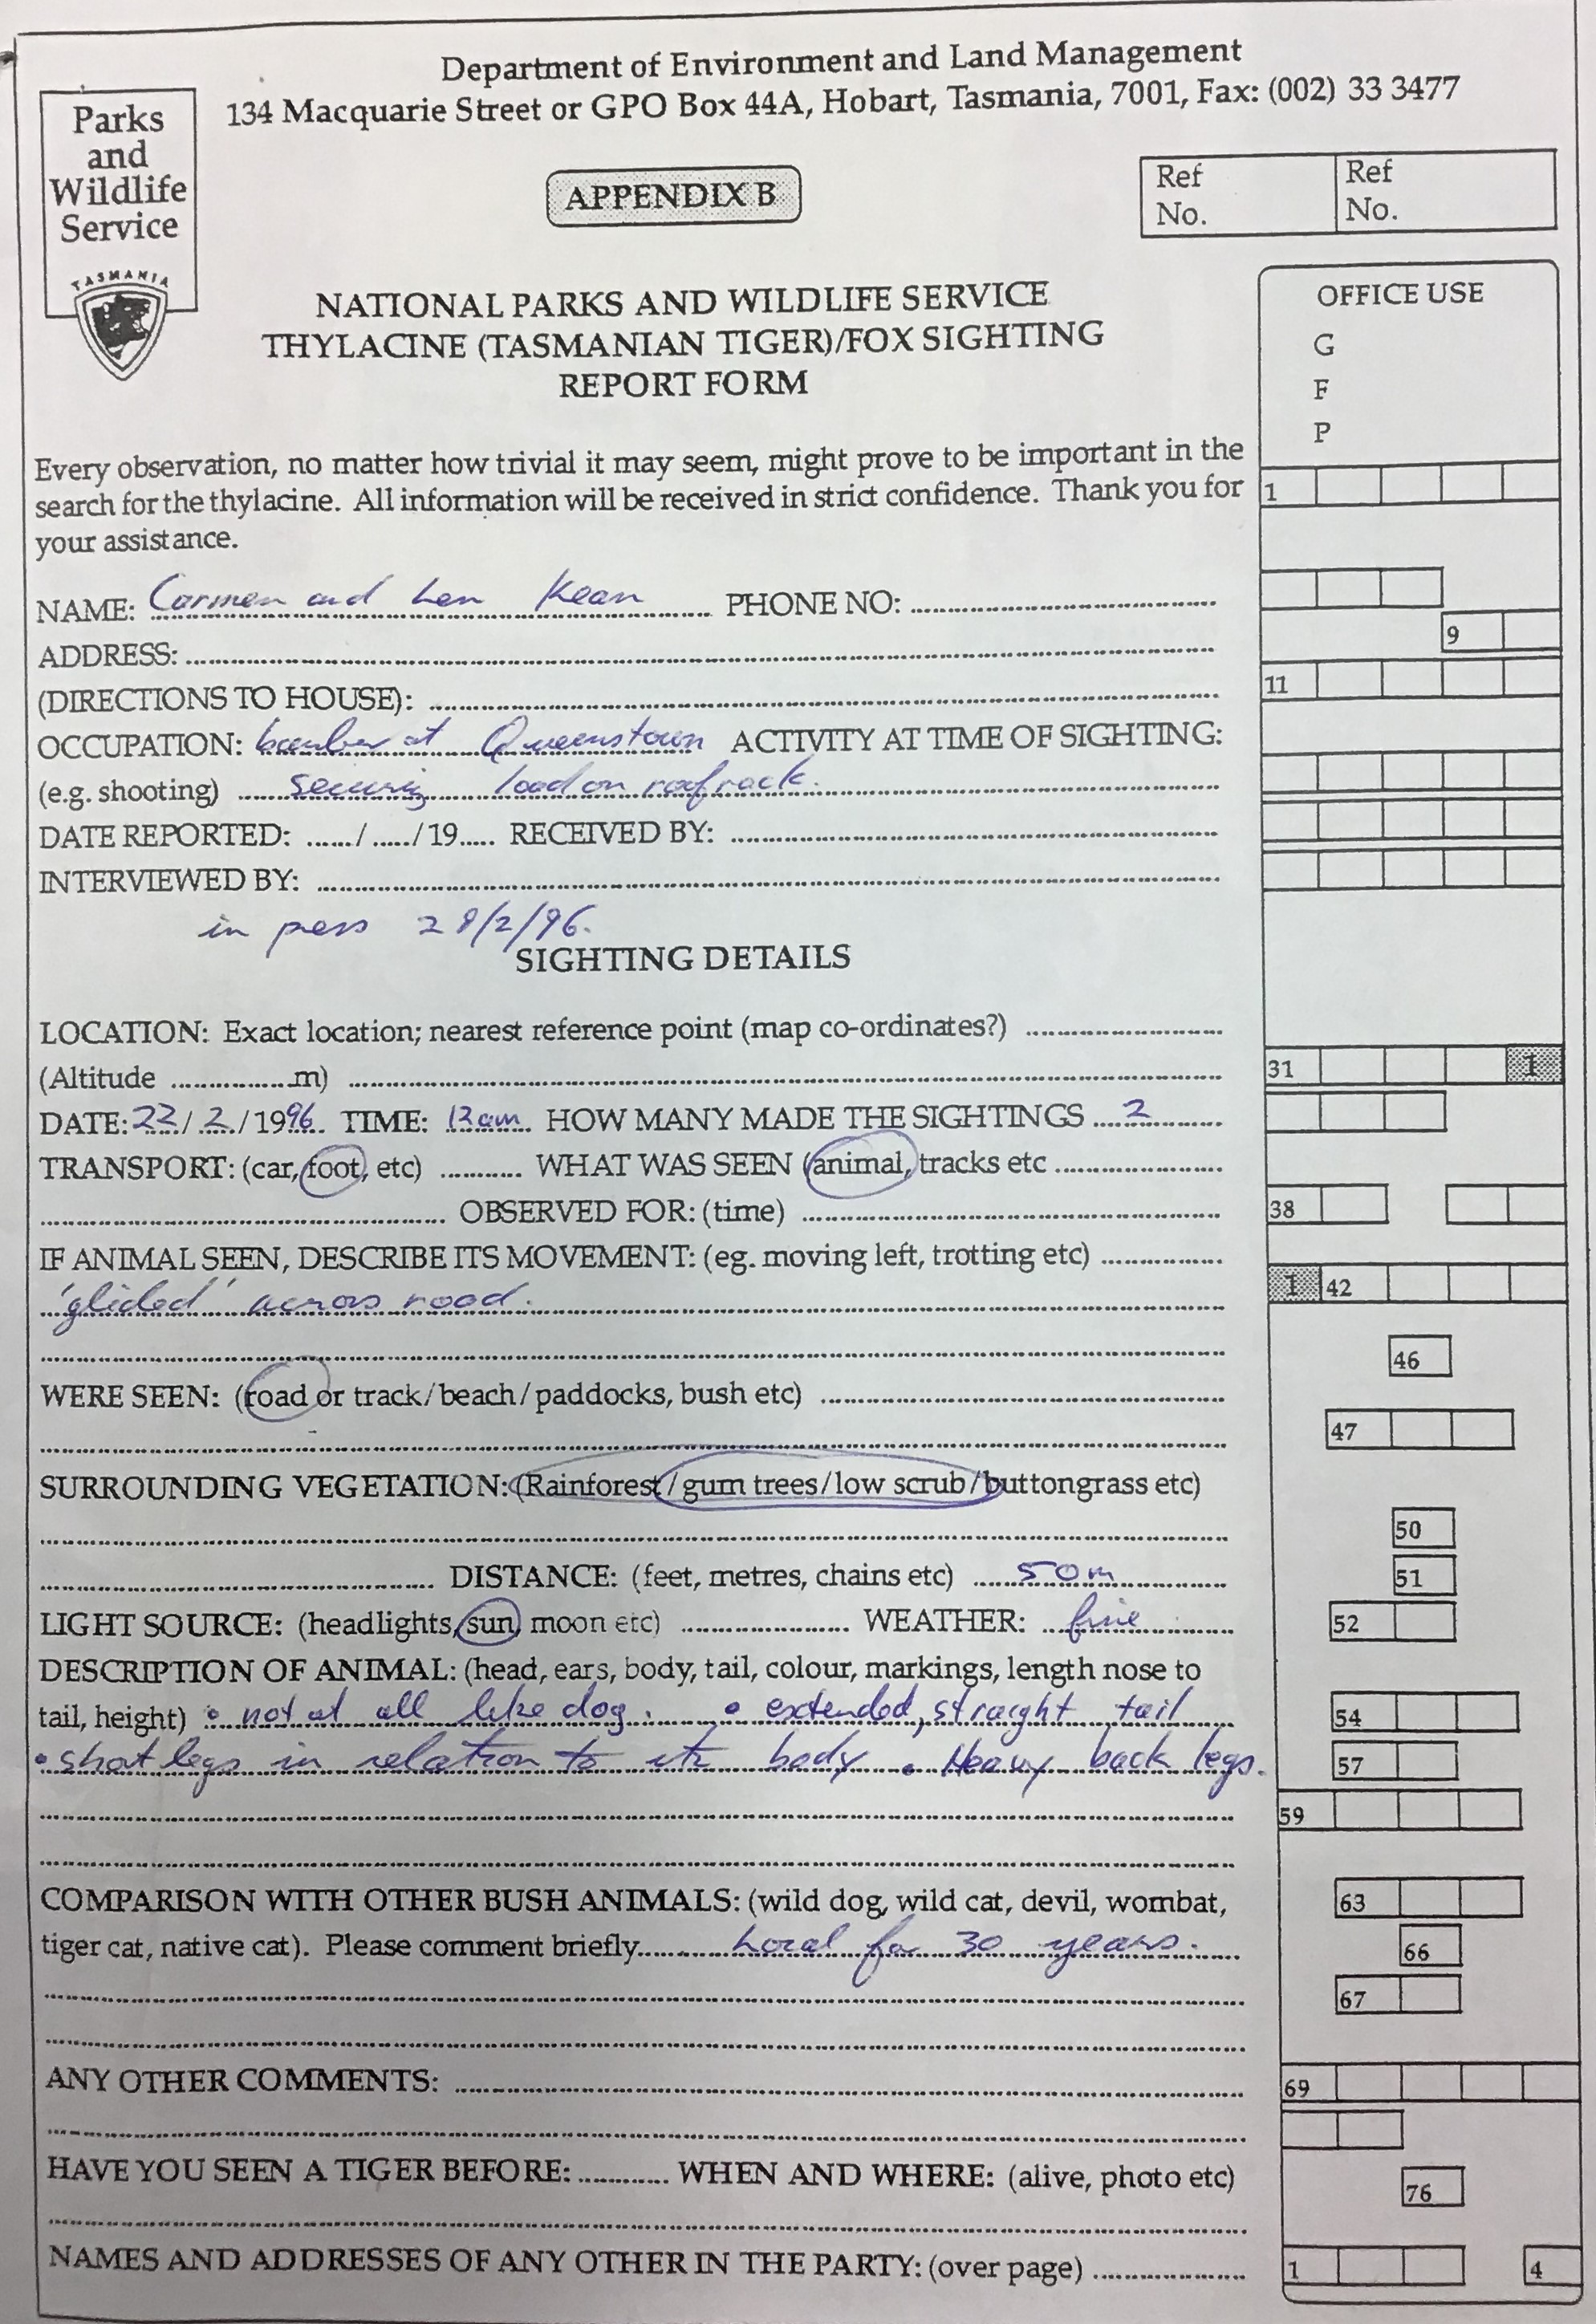 Department of Environment and Land Management
134 Macquarie Street or GPO Box 44A, Hobart, Tasmania, 7001, Fax: (002) 33 3477
Parks
and
Wildlife
Service
TASMANIA
APPENDIX B
Ref
No.
Ref
No.
NATIONAL PARKS AND WILDLIFE SERVICE
THYLACINE (TASMANIAN TIGER)/FOX SIGHTING
REPORT FORM
OFFICE USE
G
F
P
Every observation, no matter how trivial it may seem, might prove to be important in the
search for the thylacine. All information will be received in strict confidence. Thank you for
your assistance.
1
NAME: Carmen and Len Kean PHONE NO:
9
ADDRESS:
(DIRECTIONS TO HOUSE):
11
OCCUPATION: at Queenstown ACTIVITY AT TIME OF SIGHTING:
(e.g. shooting) securing load on roofrack.
DATE REPORTED: ...../...../19..... RECEIVED BY:
INTERVIEWED BY:
in press 28/2/96.
SIGHTING DETAILS
LOCATION: Exact location; nearest reference point (map co-ordinates?)
(Altitude ...............m)
31 1
DATE: 22/2/1996 TIME: 12am HOW MANY MADE THE SIGHTINGS 2
TRANSPORT: (car, foot, etc) .......... WHAT WAS SEEN (animal, tracks etc
OBSERVED FOR: (time)
38
IF ANIMAL SEEN, DESCRIBE ITS MOVEMENT: (eg. moving left, trotting etc)
'glided' across road.
1 42
46
WERE SEEN: (road or track/beach/paddocks, bush etc)
47
SURROUNDING VEGETATION: (Rainforest/gum trees/low scrub/buttongrass etc)
50
DISTANCE: (feet, metres, chains etc) 50m
51
LIGHT SOURCE: (headlights, sun, moon etc) WEATHER: fine
52
DESCRIPTION OF ANIMAL: (head, ears, body, tail, colour, markings, length nose to
tail, height) • not at all like dog. • extended, straight tail
54
• short legs in relation to its body • Heavy back legs.
57
59
COMPARISON WITH OTHER BUSH ANIMALS: (wild dog, wild cat, devil, wombat,
63
tiger cat, native cat). Please comment briefly local for 30 years.
66
67
ANY OTHER COMMENTS:
69
HAVE YOU SEEN A TIGER BEFORE: .......... WHEN AND WHERE: (alive, photo etc)
76
NAMES AND ADDRESSES OF ANY OTHER IN THE PARTY: (over page)
1 4